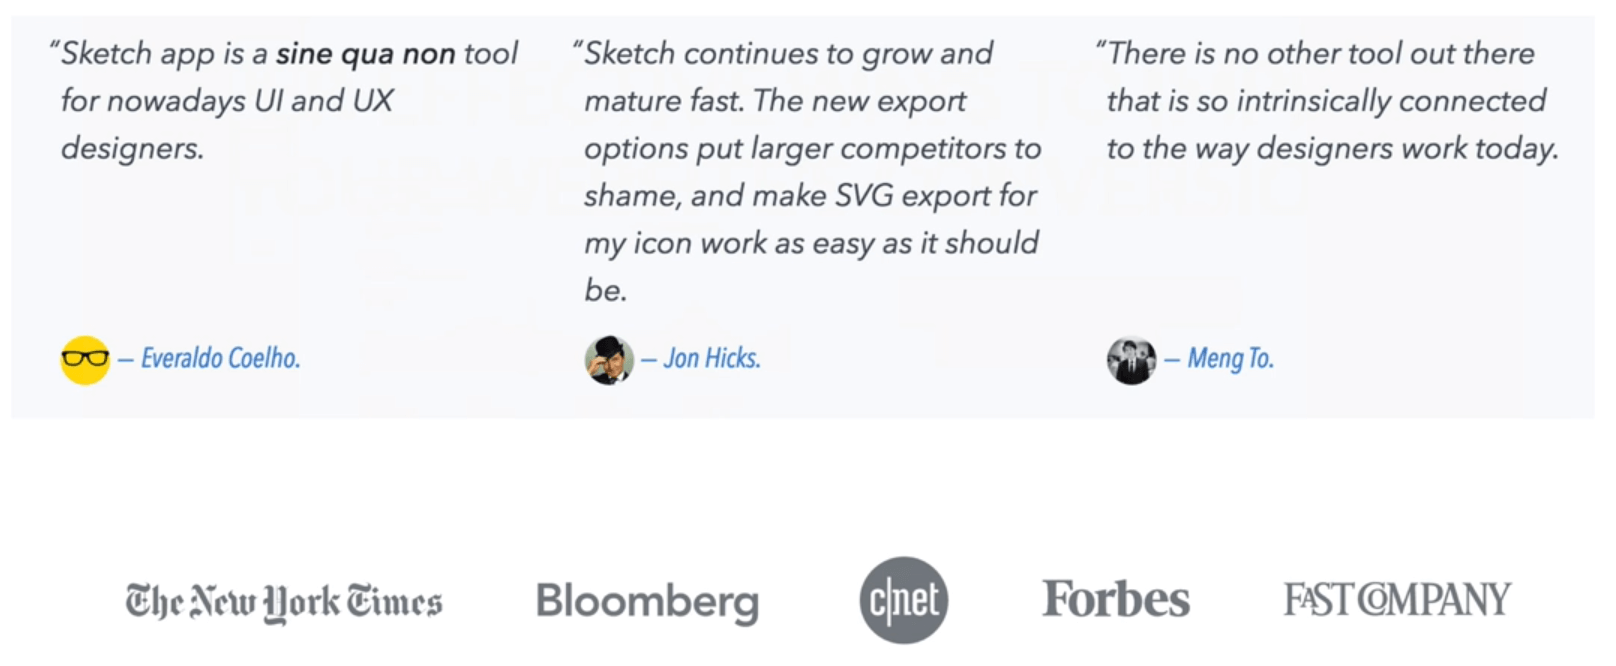 “Sketch app is a sine qua non tool
for nowadays UI and UX
designers.
— Everaldo Coelho.
“Sketch continues to grow and
mature fast. The new export
options put larger competitors to
shame, and make SVG export for
my icon work as easy as it should
be.
— Jon Hicks.
“There is no other tool out there
that is so intrinsically connected
to the way designers work today.
— Meng To.
The New York Times
Bloomberg
c|net
Forbes
FAST COMPANY